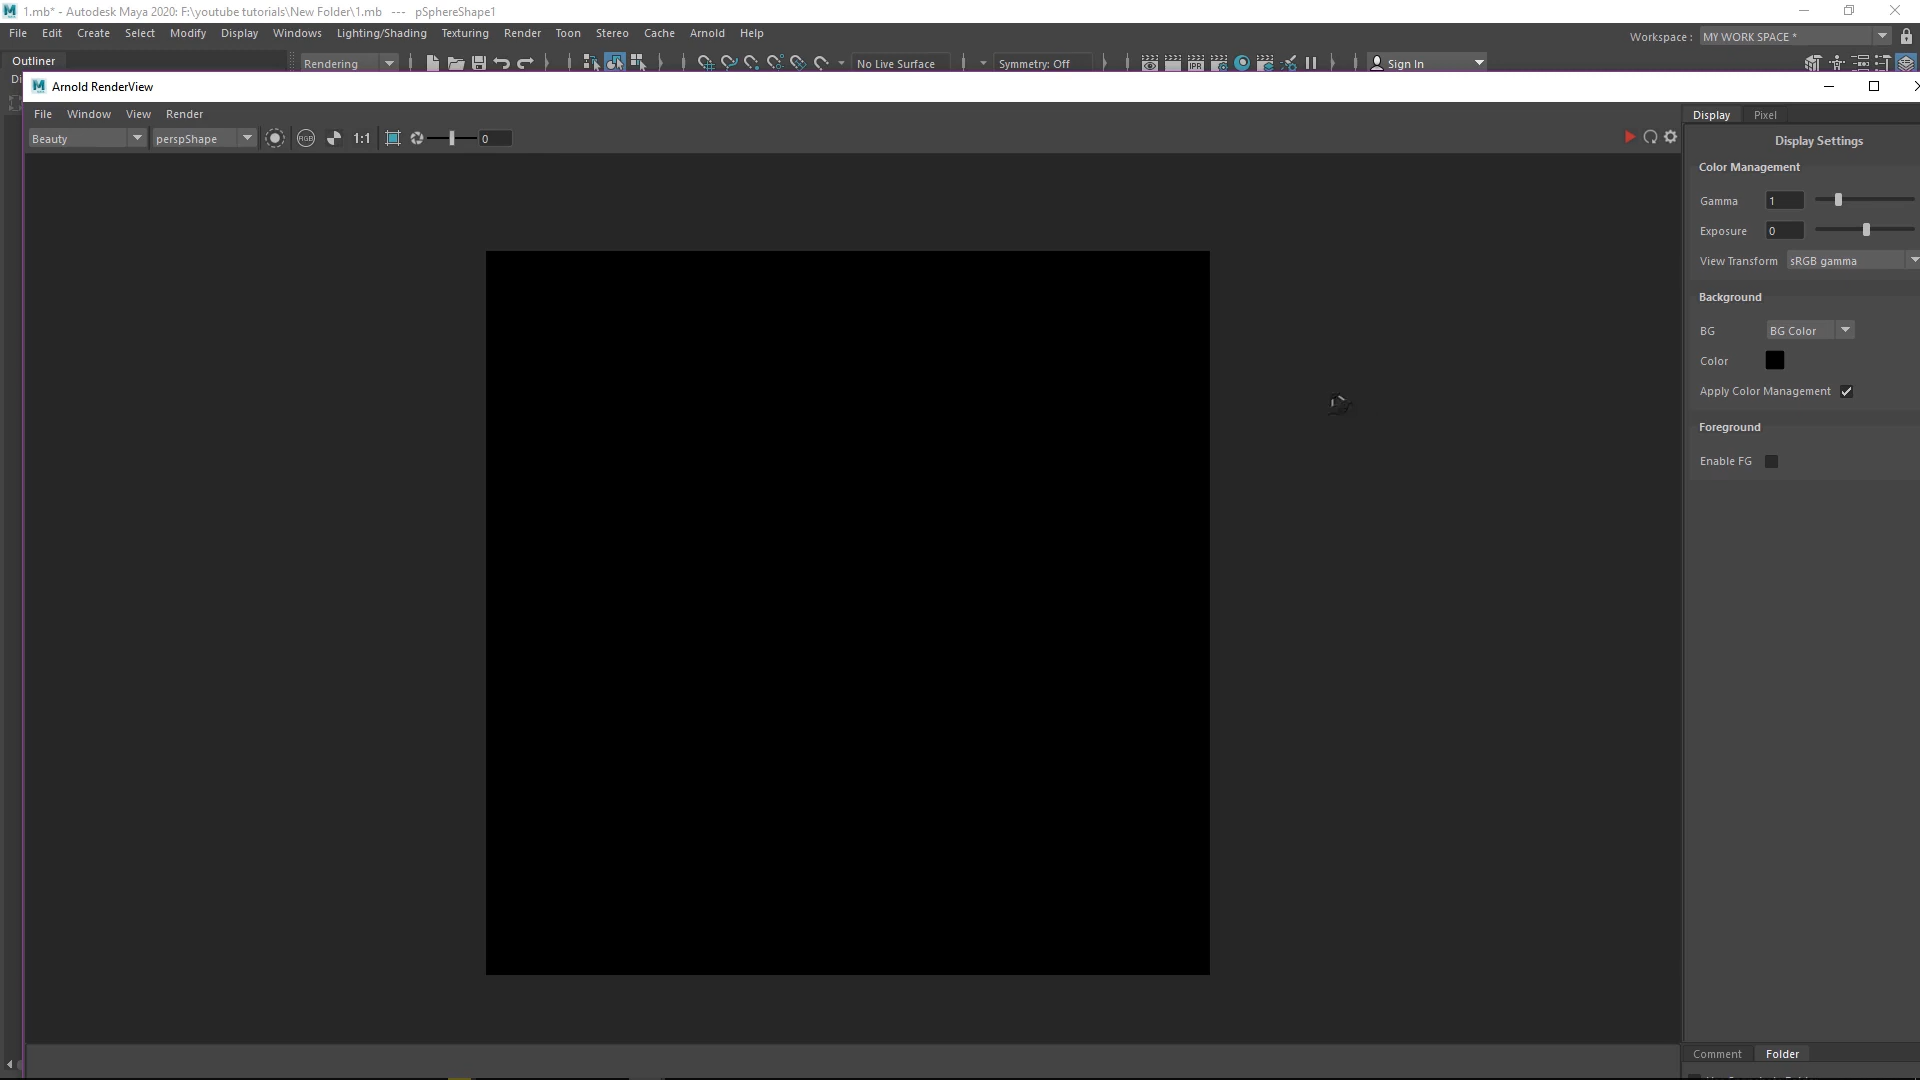 1.mb* - Autodesk Maya 2020: F:\youtube tutorials\New Folder\1.mb --- pSphereShape1
File Edit Create Select Modify Display Windows Lighting/Shading Texturing Render Toon Stereo Cache Arnold Help
Workspace : MY WORK SPACE *
Outliner
Rendering
No Live Surface
Symmetry: Off
IPR
Sign In
Di
Arnold RenderView
File Window View Render
Display Pixel
Beauty
perspShape
RGB
1:1
0
Display Settings
Color Management
Gamma 1
Exposure 0
View Transform sRGB gamma
Background
BG BG Color
Color
Apply Color Management
Foreground
Enable FG
Comment Folder